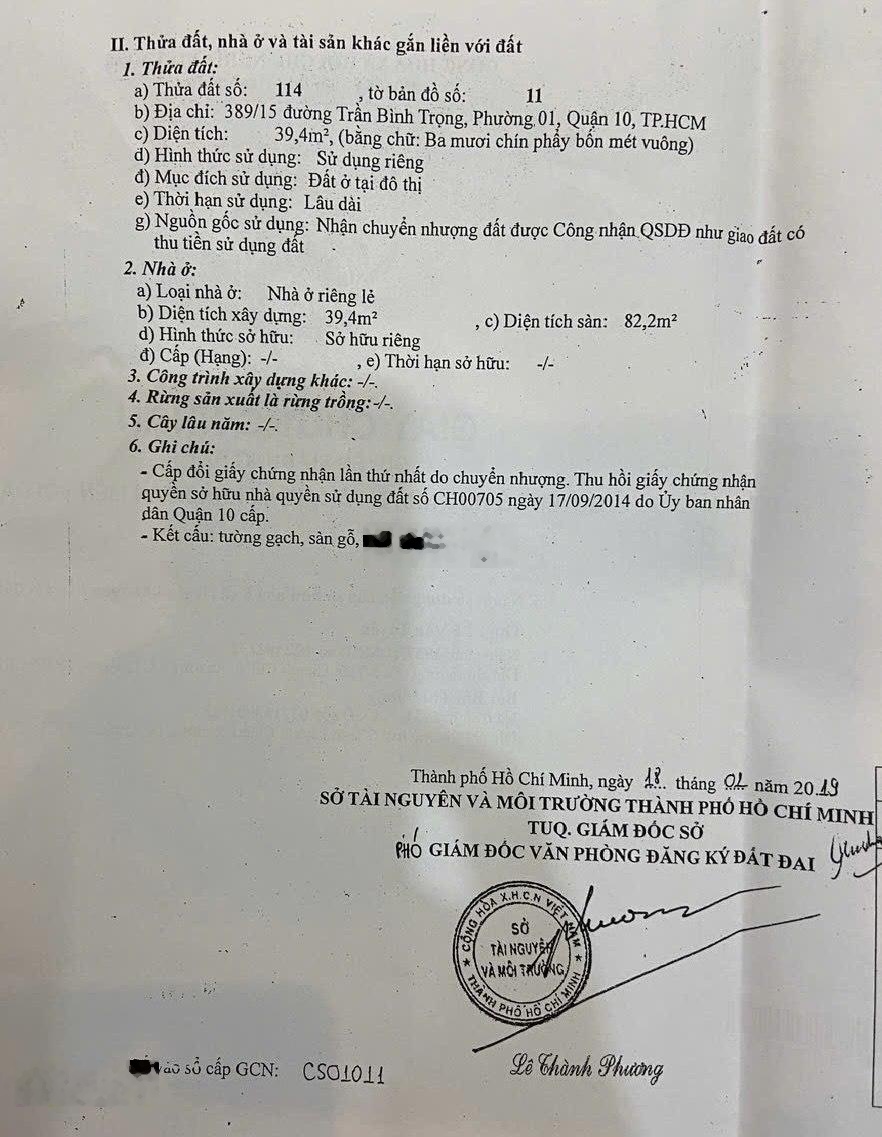 II. Thửa đất, nhà ở và tài sản khác gắn liền với đất
1. Thửa đất:
a) Thửa đất số: 114 , tờ bản đồ số: 11
b) Địa chỉ: 389/15 đường Trần Bình Trọng, Phường 01, Quận 10, TP.HCM
c) Diện tích: 39,4m², (bằng chữ: Ba mươi chín phẩy bốn mét vuông)
d) Hình thức sử dụng: Sử dụng riêng
đ) Mục đích sử dụng: Đất ở tại đô thị
e) Thời hạn sử dụng: Lâu dài
g) Nguồn gốc sử dụng: Nhận chuyển nhượng đất được Công nhận QSDĐ như giao đất có
thu tiền sử dụng đất
2. Nhà ở:
a) Loại nhà ở: Nhà ở riêng lẻ
b) Diện tích xây dựng: 39,4m² , c) Diện tích sàn: 82,2m²
d) Hình thức sở hữu: Sở hữu riêng
đ) Cấp (Hạng): -/- , e) Thời hạn sở hữu: -/-
3. Công trình xây dựng khác: -/-.
4. Rừng sản xuất là rừng trồng: -/-.
5. Cây lâu năm: -/-.
6. Ghi chú:
- Cấp đổi giấy chứng nhận lần thứ nhất do chuyển nhượng. Thu hồi giấy chứng nhận
quyền sở hữu nhà quyền sử dụng đất số CH00705 ngày 17/09/2014 do Ủy ban nhân
dân Quận 10 cấp.
- Kết cấu: tường gạch, sàn gỗ,
Thành phố Hồ Chí Minh, ngày 18 tháng 02 năm 2019
SỞ TÀI NGUYÊN VÀ MÔI TRƯỜNG THÀNH PHỐ HỒ CHÍ MINH
TUQ. GIÁM ĐỐC SỞ
PHÓ GIÁM ĐỐC VĂN PHÒNG ĐĂNG KÝ ĐẤT ĐAI
CỘNG HÒA X.H.C.N VIỆT NAM
SỞ
TÀI NGUYÊN
VÀ MÔI TRƯỜNG
THÀNH PHỐ HỒ CHÍ MINH
vào sổ cấp GCN: CS01011
Lê Thành Phương